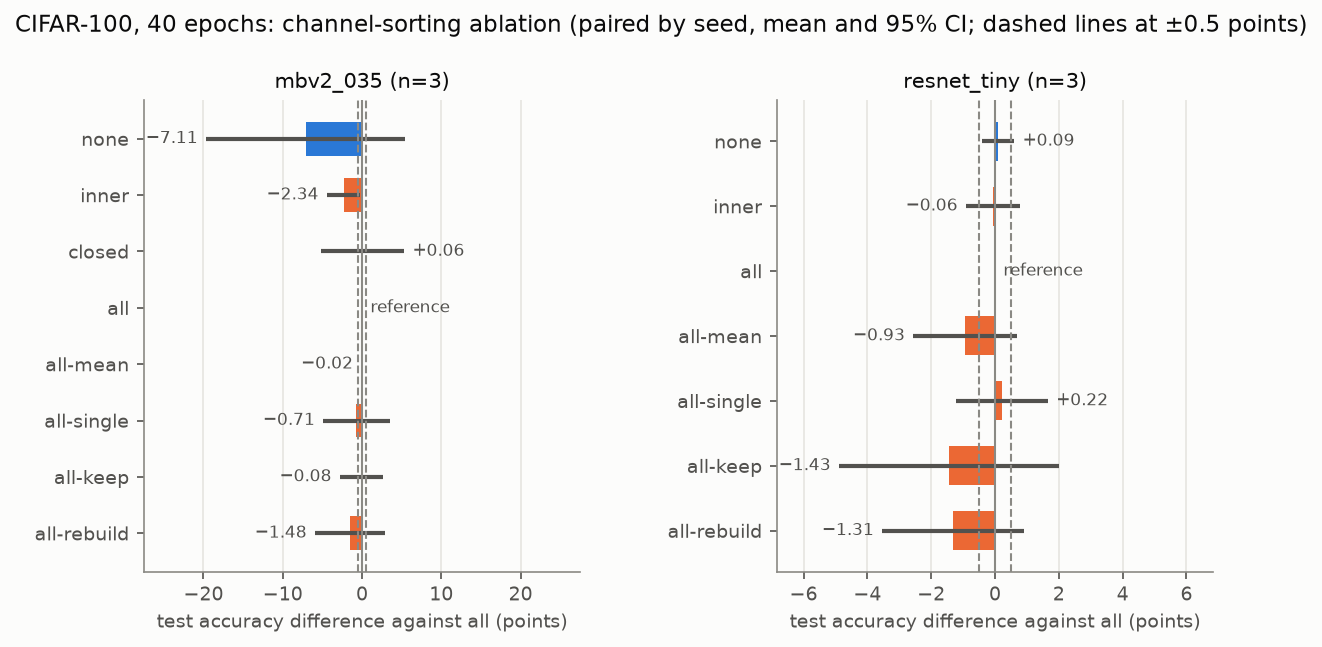 CIFAR-100, 40 epochs: channel-sorting ablation (paired by seed, mean and 95% CI; dashed lines at ±0.5 points)
mbv2_035 (n=3)
none
−7.11
inner
−2.34
closed
+0.06
all
reference
all-mean
−0.02
all-single
−0.71
all-keep
−0.08
all-rebuild
−1.48
−20 −10 0 10 20
test accuracy difference against all (points)
resnet_tiny (n=3)
none
+0.09
inner
−0.06
all
reference
all-mean
−0.93
all-single
+0.22
all-keep
−1.43
all-rebuild
−1.31
−6 −4 −2 0 2 4 6
test accuracy difference against all (points)